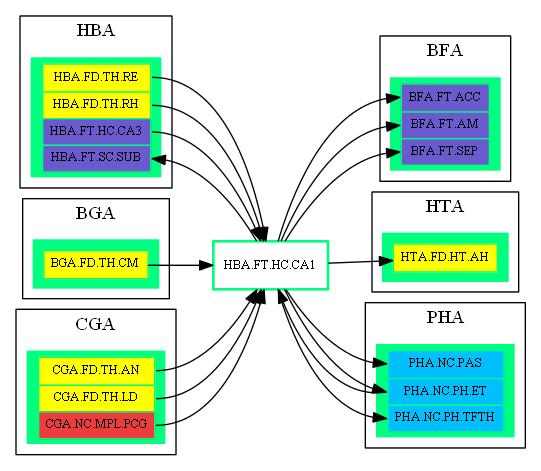 HBA
HBA.FD.TH.RE
HBA.FD.TH.RH
HBA.FT.HC.CA3
HBA.FT.SC.SUB
BGA
BGA.FD.TH.CM
CGA
CGA.FD.TH.AN
CGA.FD.TH.LD
CGA.NC.MPL.PCG
HBA.FT.HC.CA1
BFA
BFA.FT.ACC
BFA.FT.AM
BFA.FT.SEP
HTA
HTA.FD.HT.AH
PHA
PHA.NC.PAS
PHA.NC.PH.ET
PHA.NC.PH.TFTH